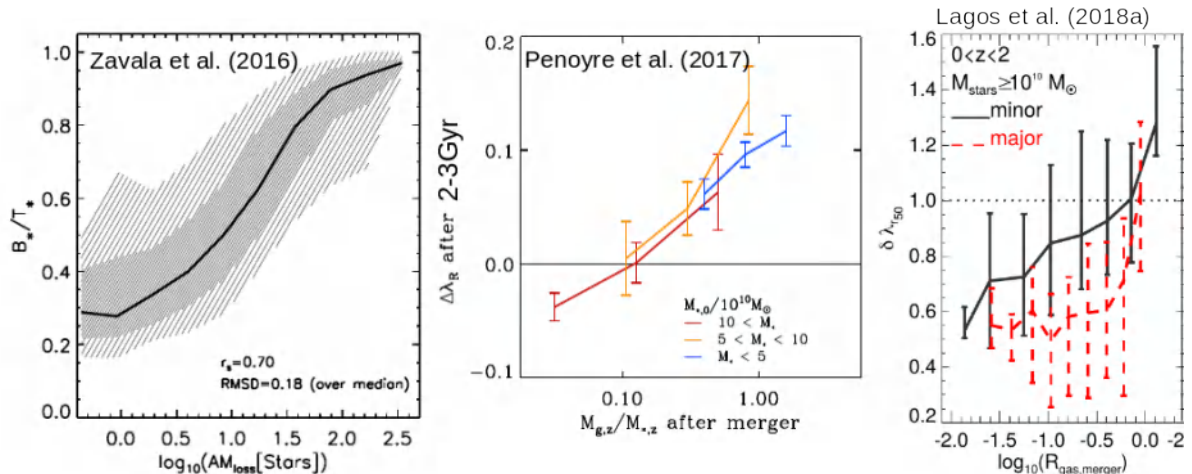 Zavala et al. (2016)
1.0
0.8
0.6
0.4
0.2
0.0
B*/T*
r_s=0.70
RMSD=0.18 (over median)
0.0 0.5 1.0 1.5 2.0 2.5
log₁₀(AM_loss[Stars])
Penoyre et al. (2017)
0.2
0.1
0.0
−0.1
Δλ_R after 2-3Gyr
M_*,0/10¹⁰M⊙
10 < M*
5 < M* < 10
M* < 5
0.10 1.00
M_g,z/M_*,z after merger
Lagos et al. (2018a)
0<z<2
M_stars≥10¹⁰ M⊙
minor
major
1.6
1.4
1.2
1.0
0.8
0.6
0.4
0.2
δ λ_r50
-2.0 -1.5 -1.0 -0.5 0.0
log₁₀(R_gas,merger)